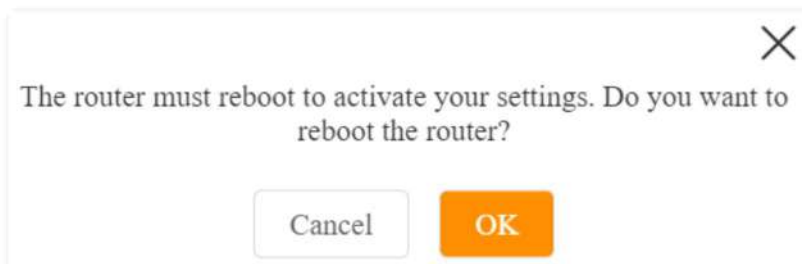 The router must reboot to activate your settings. Do you want to
reboot the router?
Cancel
OK